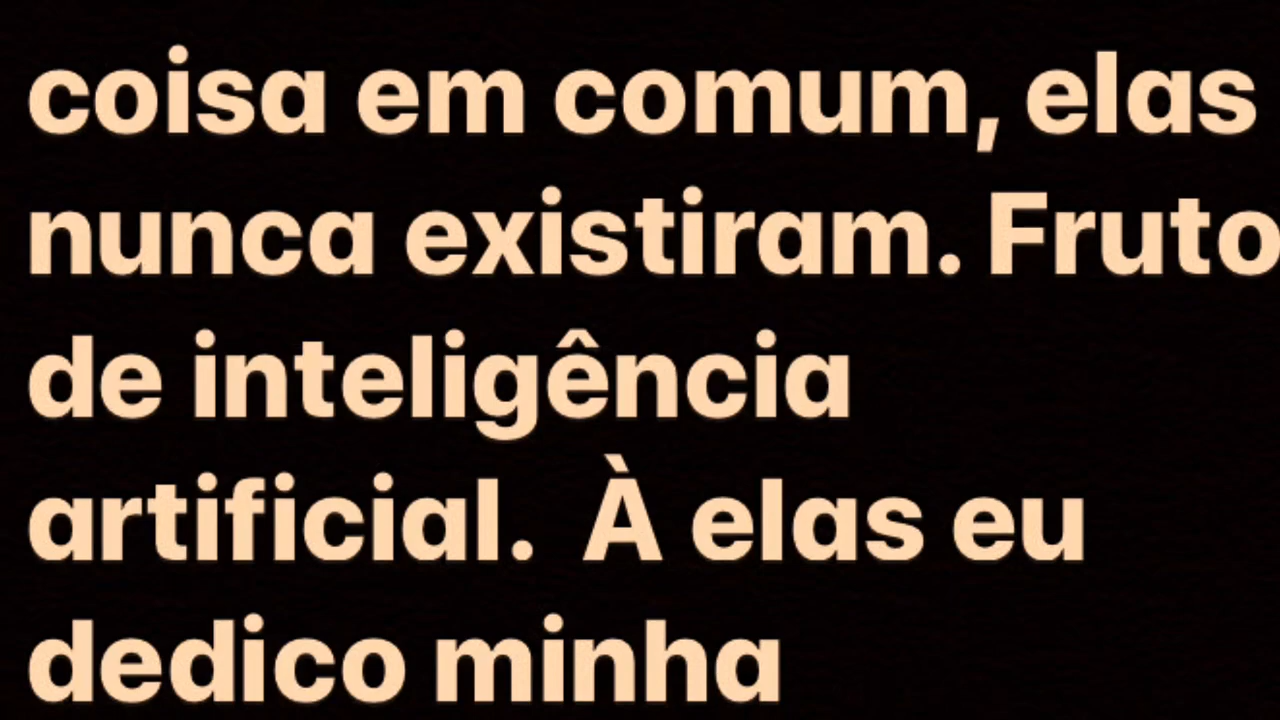 coisa em comum, elas
nunca existiram. Fruto
de inteligência
artificial.  À elas eu
dedico minha